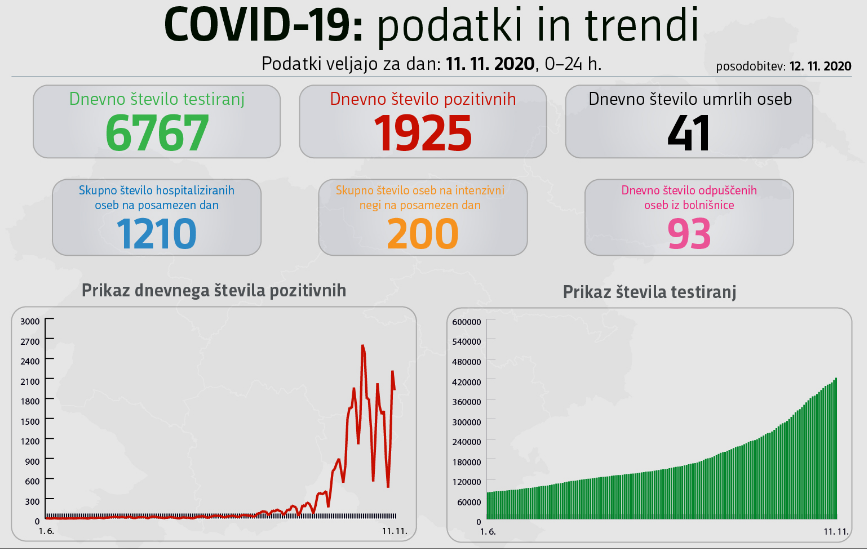 COVID-19: podatki in trendi
Podatki veljajo za dan: 11. 11. 2020, 0–24 h.
posodobitev: 12. 11. 2020
Dnevno število testiranj
6767
Dnevno število pozitivnih
1925
Dnevno število umrlih oseb
41
Skupno število hospitaliziranih
oseb na posamezen dan
1210
Skupno število oseb na intenzivni
negi na posamezen dan
200
Dnevno število odpuščenih
oseb iz bolnišnice
93
Prikaz dnevnega števila pozitivnih
3000
2700
2400
2100
1800
1500
1200
900
600
300
0
1. 6.
11. 11.
Prikaz števila testiranj
600000
540000
480000
420000
360000
300000
240000
180000
120000
60000
0
1. 6.
11. 11.